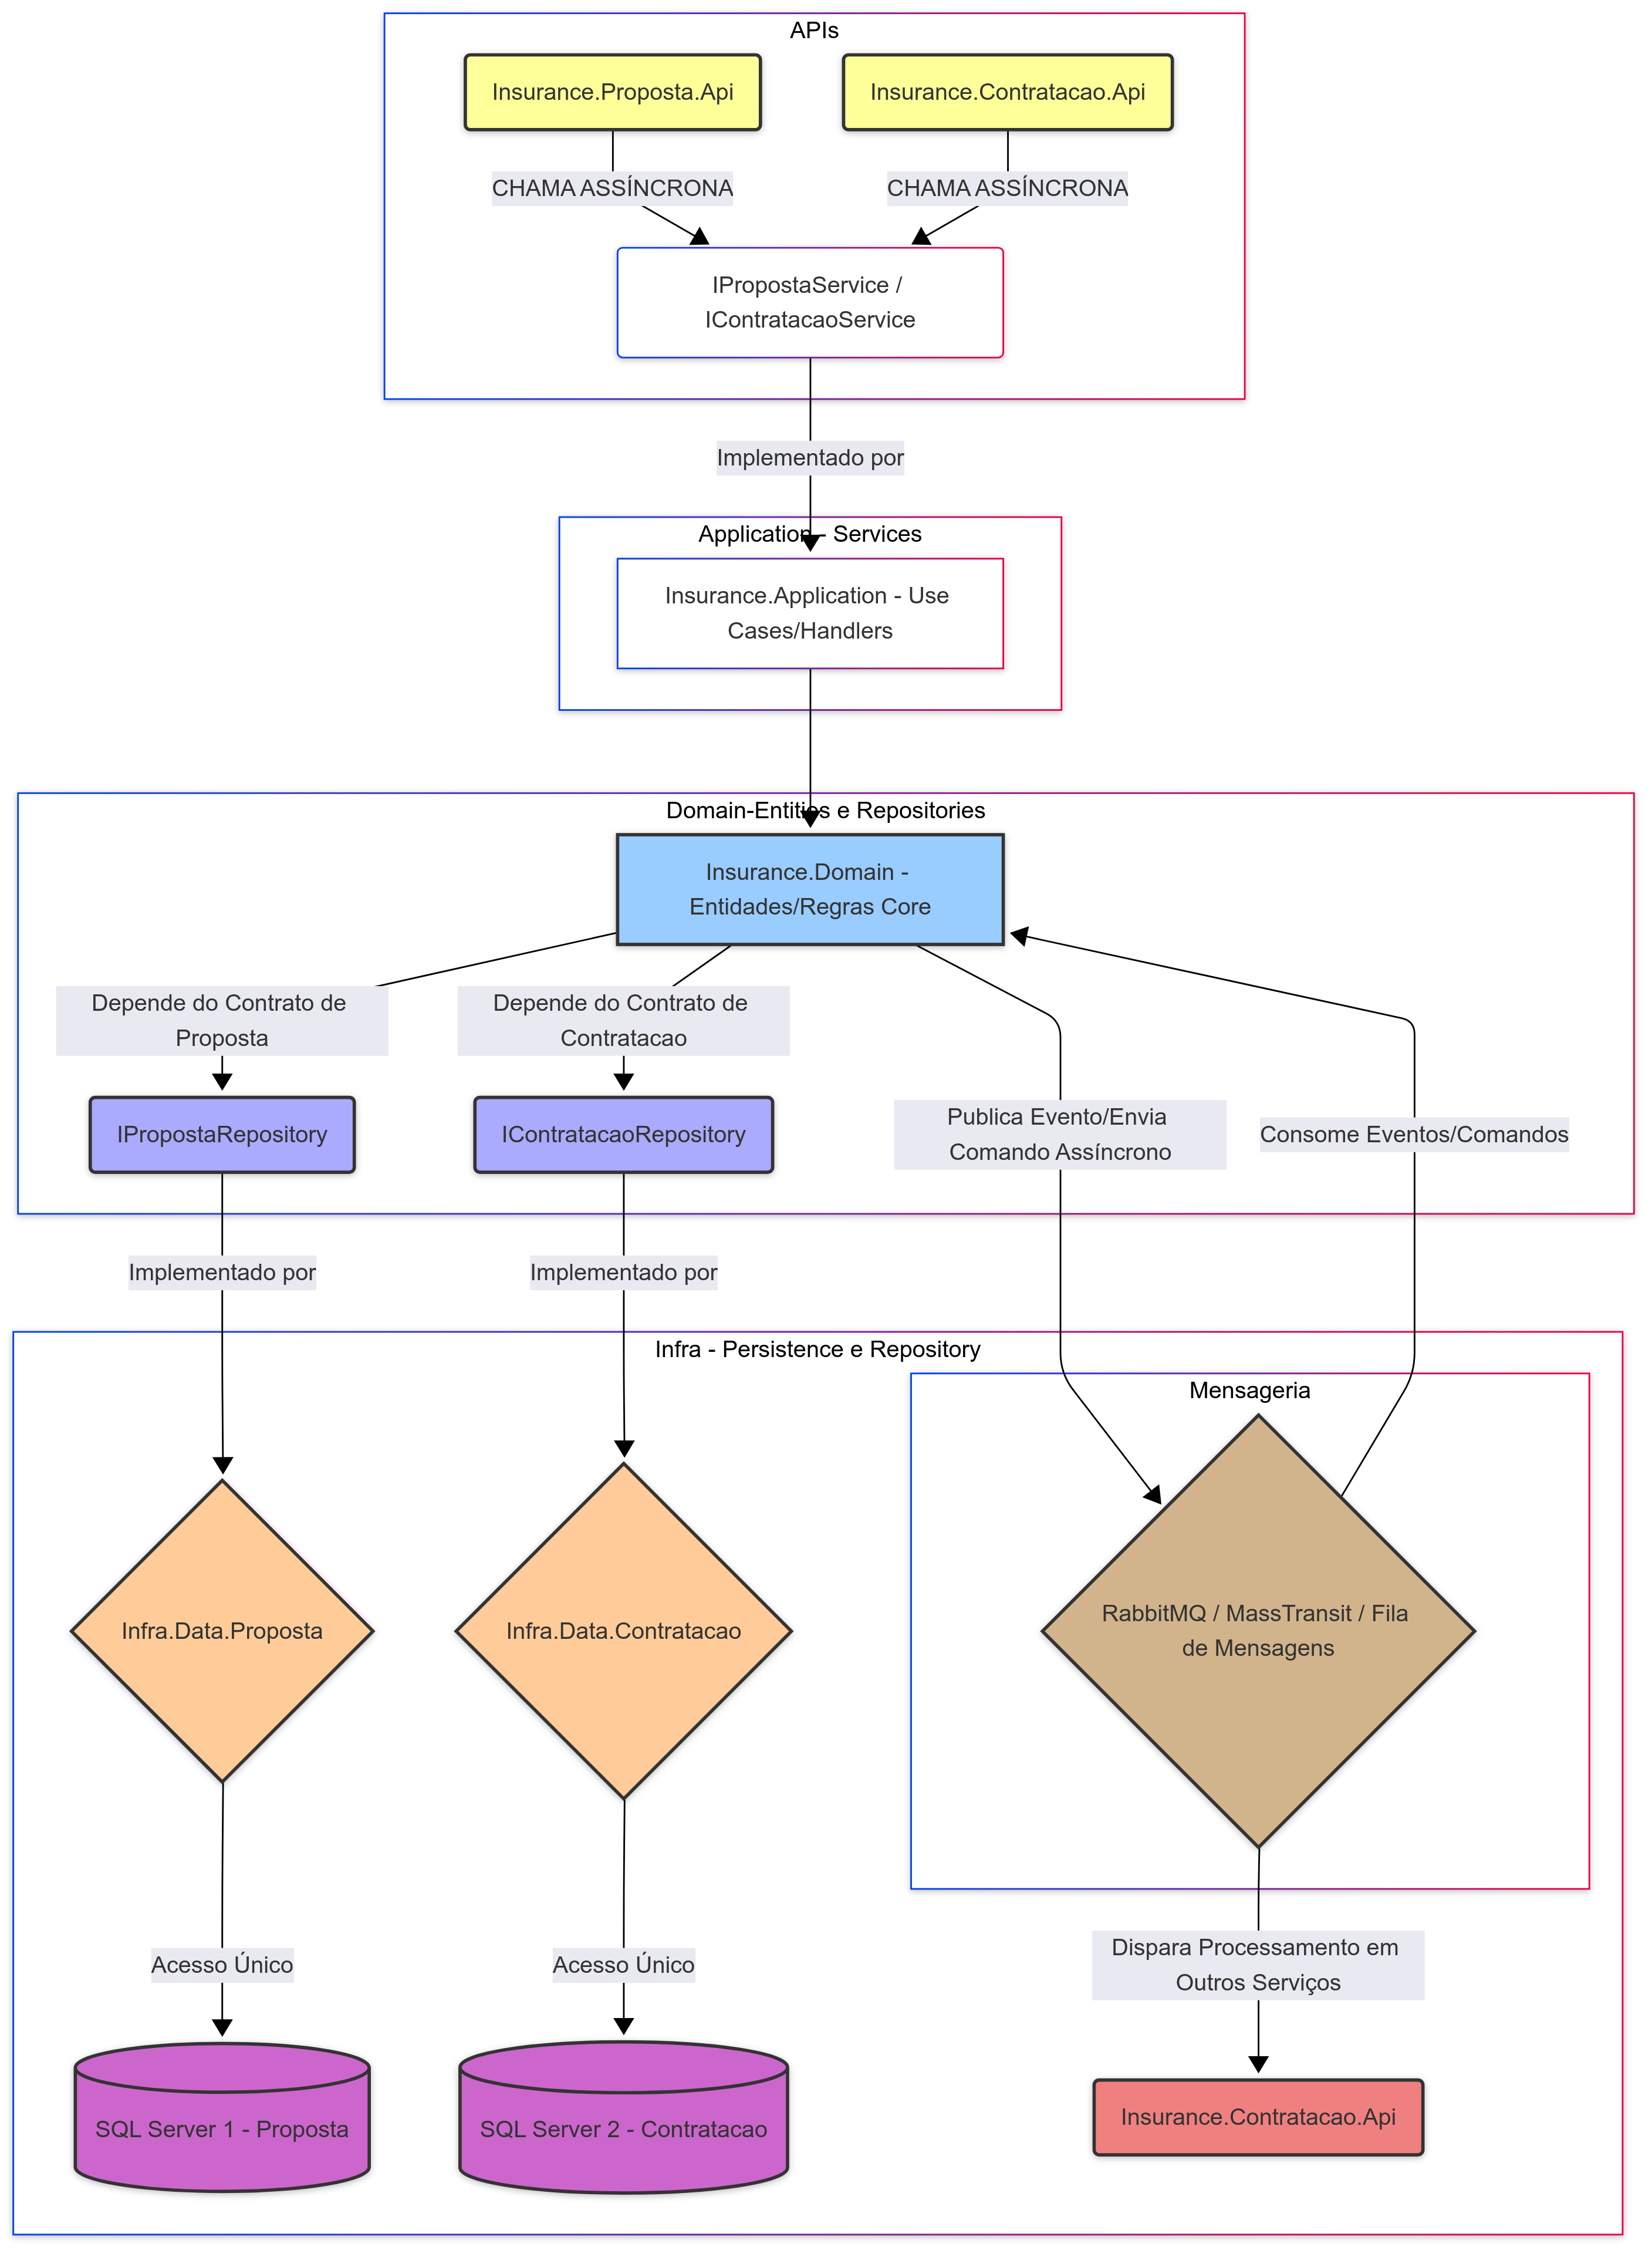 APIs
Insurance.Proposta.Api
Insurance.Contratacao.Api
CHAMA ASSÍNCRONA
CHAMA ASSÍNCRONA
IPropostaService /
IContratacaoService
Implementado por
Application - Services
Insurance.Application - Use
Cases/Handlers
Domain-Entities e Repositories
Insurance.Domain -
Entidades/Regras Core
Depende do Contrato de
Proposta
Depende do Contrato de
Contratacao
Publica Evento/Envia
Comando Assíncrono
Consome Eventos/Comandos
IPropostaRepository
IContratacaoRepository
Implementado por
Implementado por
Infra - Persistence e Repository
Mensageria
Infra.Data.Proposta
Infra.Data.Contratacao
RabbitMQ / MassTransit / Fila
de Mensagens
Acesso Único
Acesso Único
Dispara Processamento em
Outros Serviços
SQL Server 1 - Proposta
SQL Server 2 - Contratacao
Insurance.Contratacao.Api